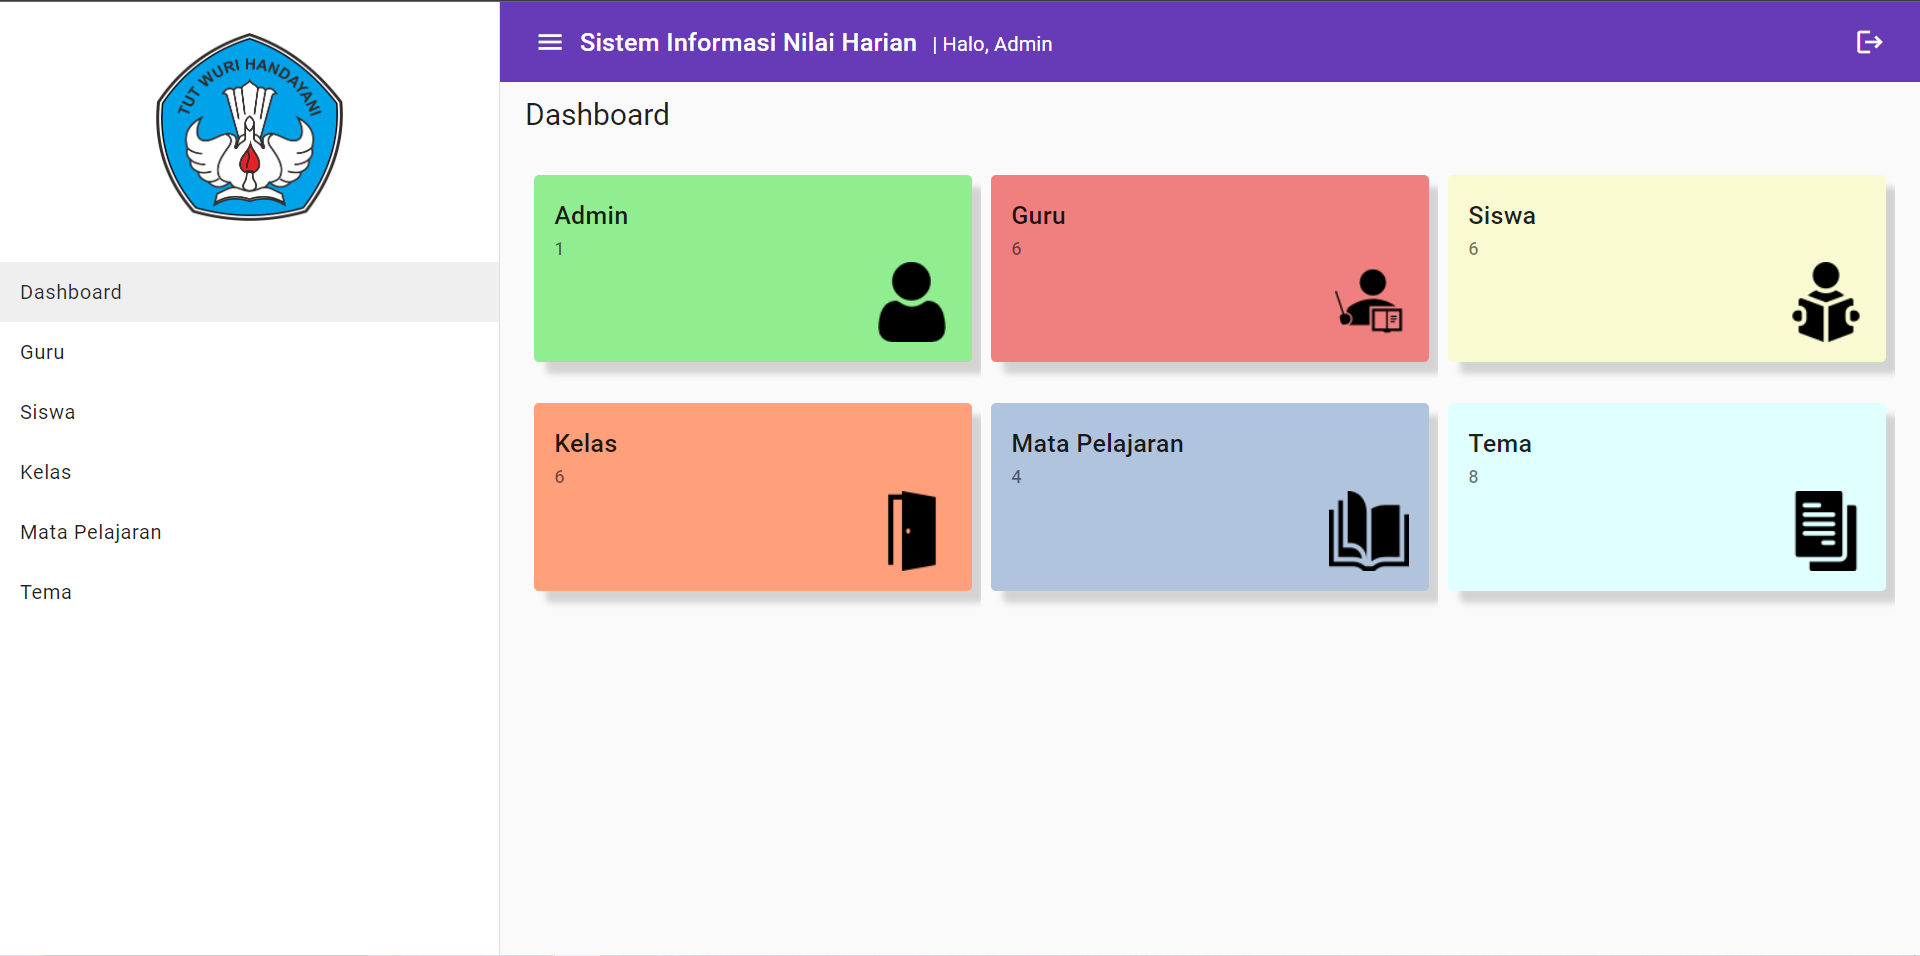 TUT WURI HANDAYANI
Dashboard
Guru
Siswa
Kelas
Mata Pelajaran
Tema
Sistem Informasi Nilai Harian | Halo, Admin
Dashboard
Admin
1
Guru
6
Siswa
6
Kelas
6
Mata Pelajaran
4
Tema
8